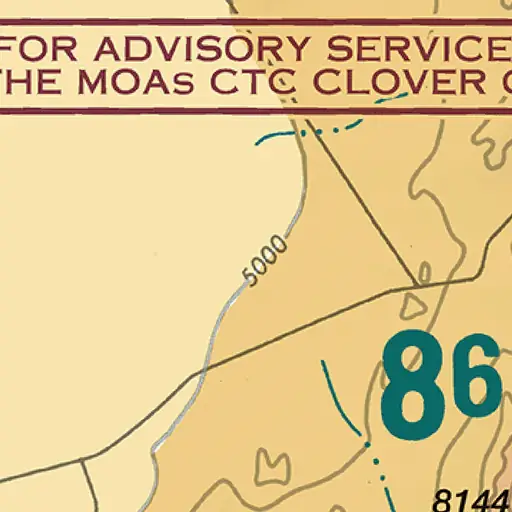 FOR ADVISORY SERVICE
THE MOAs CTC CLOVER
5000
86
8144